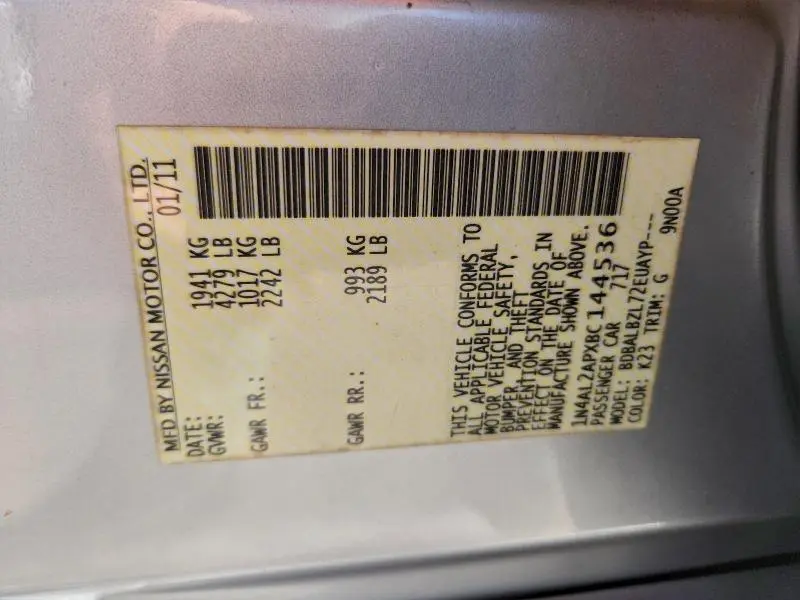 MFD BY NISSAN MOTOR CO., LTD.
DATE: 01/11
GVWR: 1941 KG
4279 LB
GAWR FR.: 1017 KG
2242 LB
GAWR RR.: 993 KG
2189 LB
THIS VEHICLE CONFORMS TO
ALL APPLICABLE FEDERAL
MOTOR VEHICLE SAFETY,
BUMPER, AND THEFT
PREVENTION STANDARDS IN
EFFECT ON THE DATE OF
MANUFACTURE SHOWN ABOVE.
1N4AL2APXBC144536
PASSENGER CAR 717
MODEL: BDBALBZL72EUAYP----
COLOR: K23 TRIM: G 9N00A